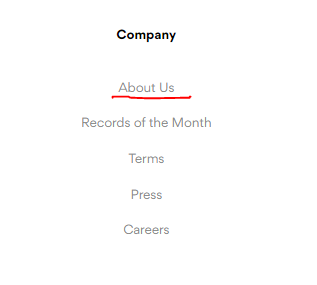 Company
About Us
Records of the Month
Terms
Press
Careers